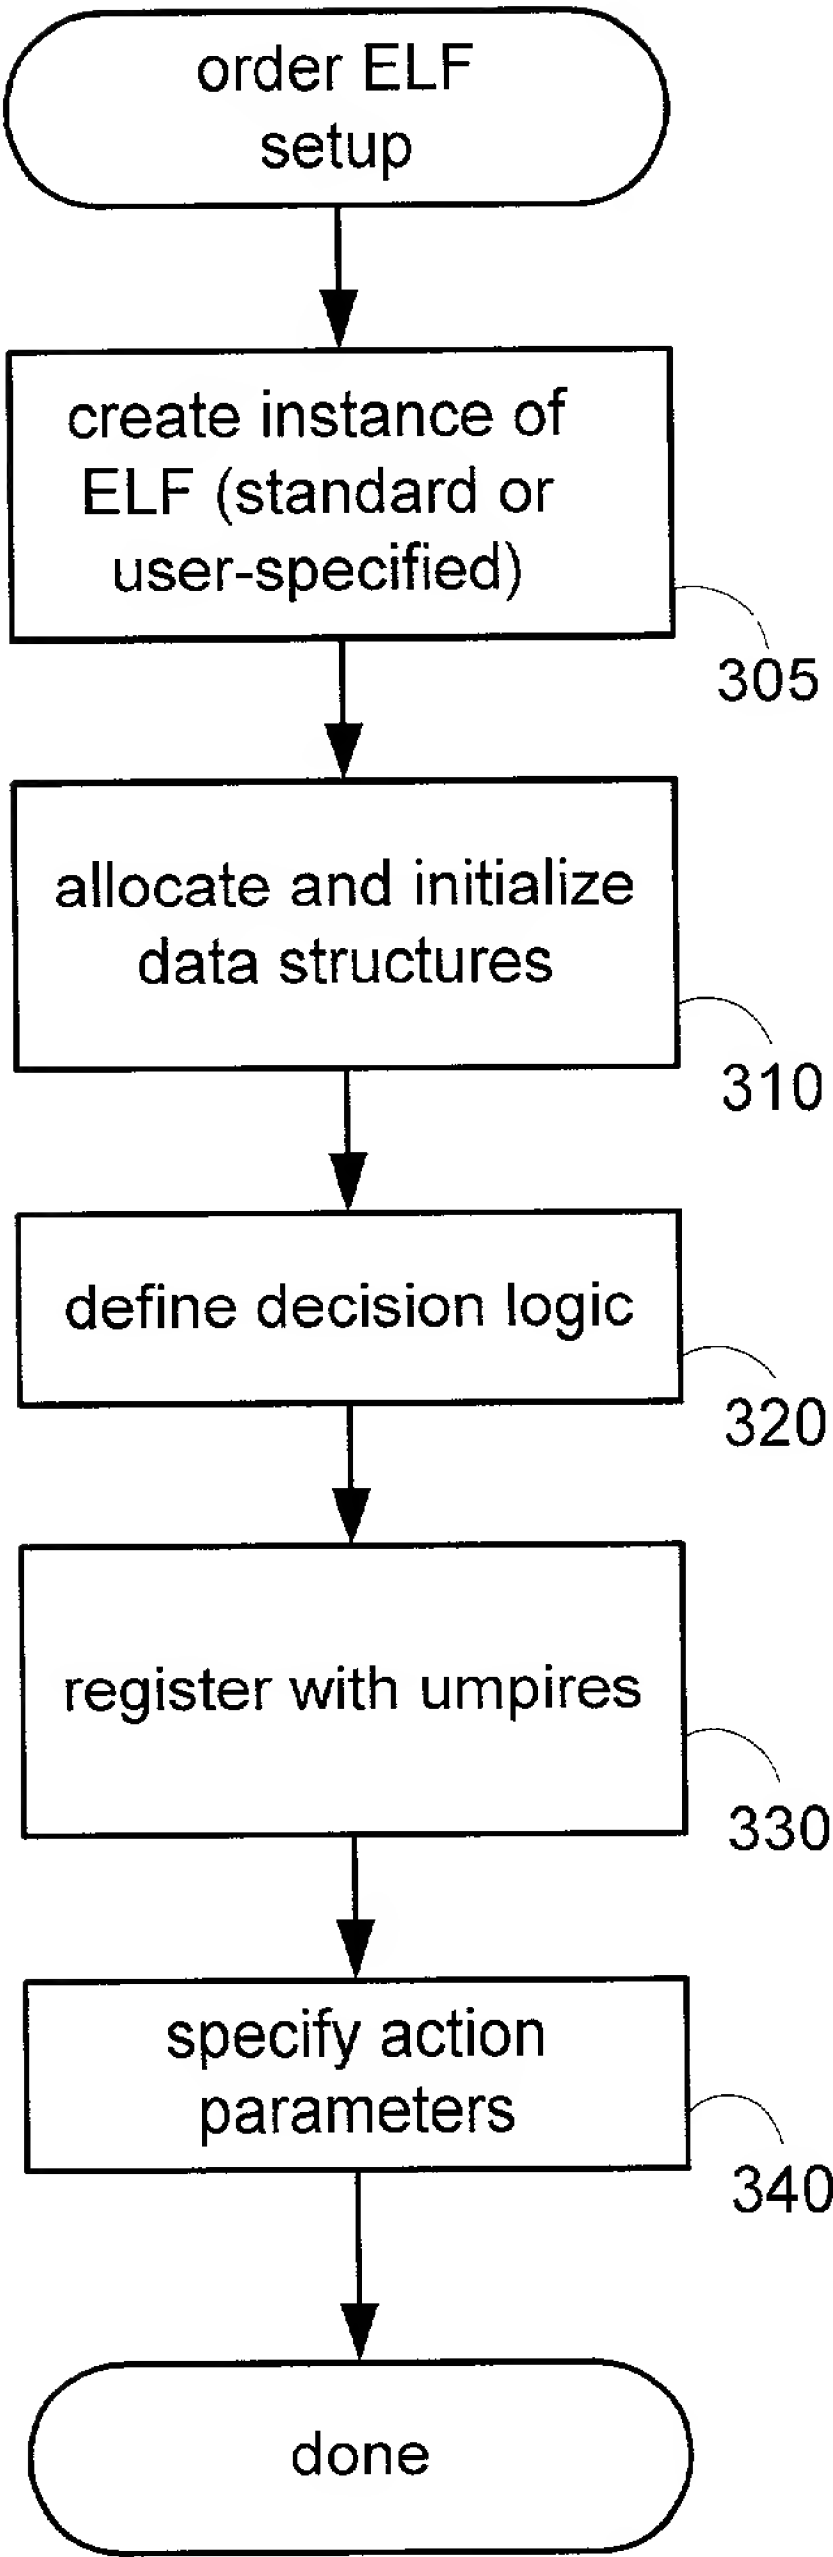 order ELF
setup
create instance of
ELF (standard or
user-specified)
305
allocate and initialize
data structures
310
define decision logic
320
register with umpires
330
specify action
parameters
340
done